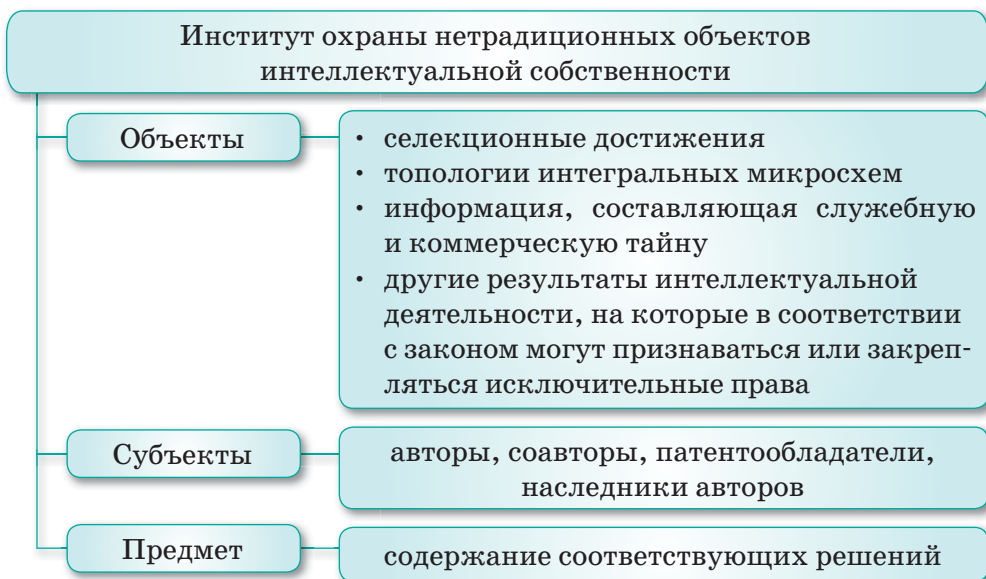 Институт охраны нетрадиционных объектов
интеллектуальной собственности
Объекты
• селекционные достижения
• топологии интегральных микросхем
• информация, составляющая служебную
и коммерческую тайну
• другие результаты интеллектуальной
деятельности, на которые в соответствии
с законом могут признаваться или закреп-
ляться исключительные права
Субъекты
авторы, соавторы, патентообладатели,
наследники авторов
Предмет
содержание соответствующих решений